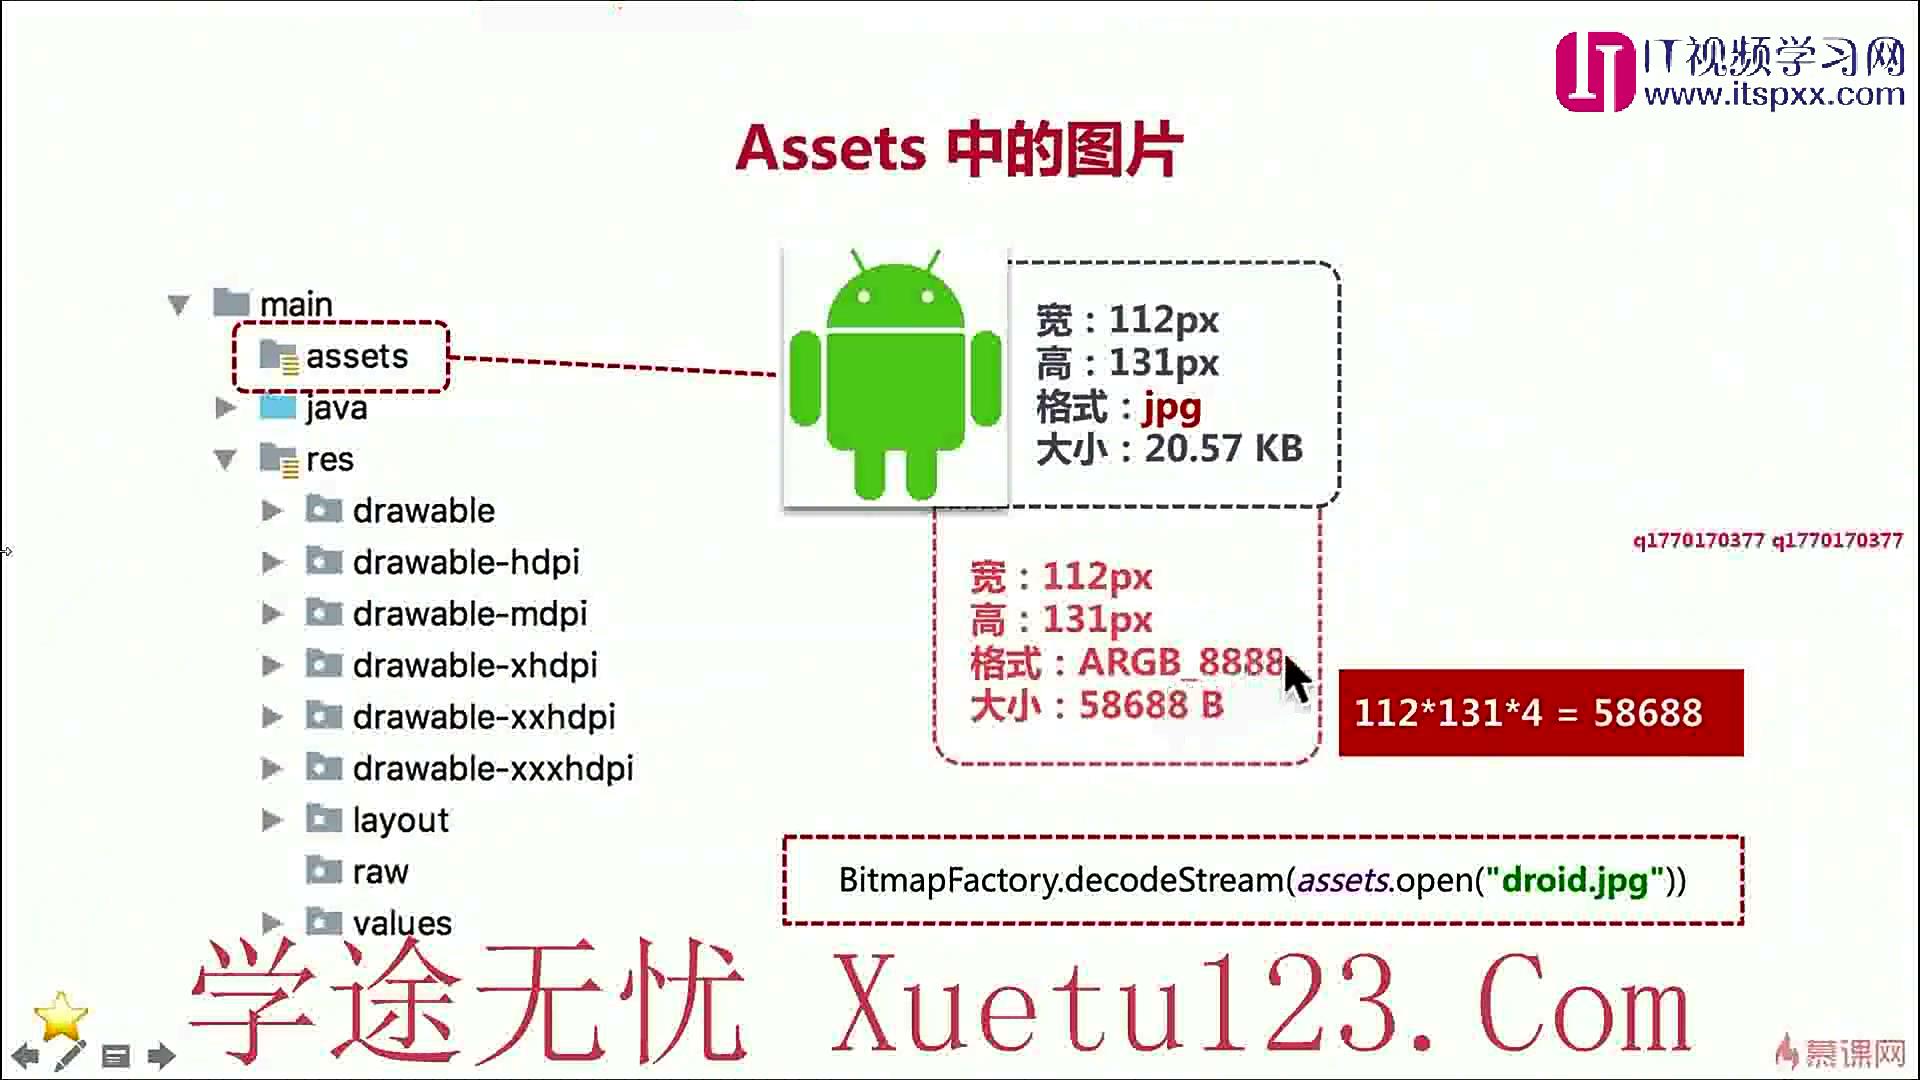 IT视频学习网
www.itspxx.com
Assets 中的图片
main
assets
java
res
drawable
drawable-hdpi
drawable-mdpi
drawable-xhdpi
drawable-xxhdpi
drawable-xxxhdpi
layout
raw
values
宽：112px
高：131px
格式：jpg
大小：20.57 KB
q1770170377 q1770170377
宽：112px
高：131px
格式：ARGB_8888
大小：58688 B
112*131*4 = 58688
BitmapFactory.decodeStream(assets.open("droid.jpg"))
学途无忧 Xuetu123.Com
慕课网